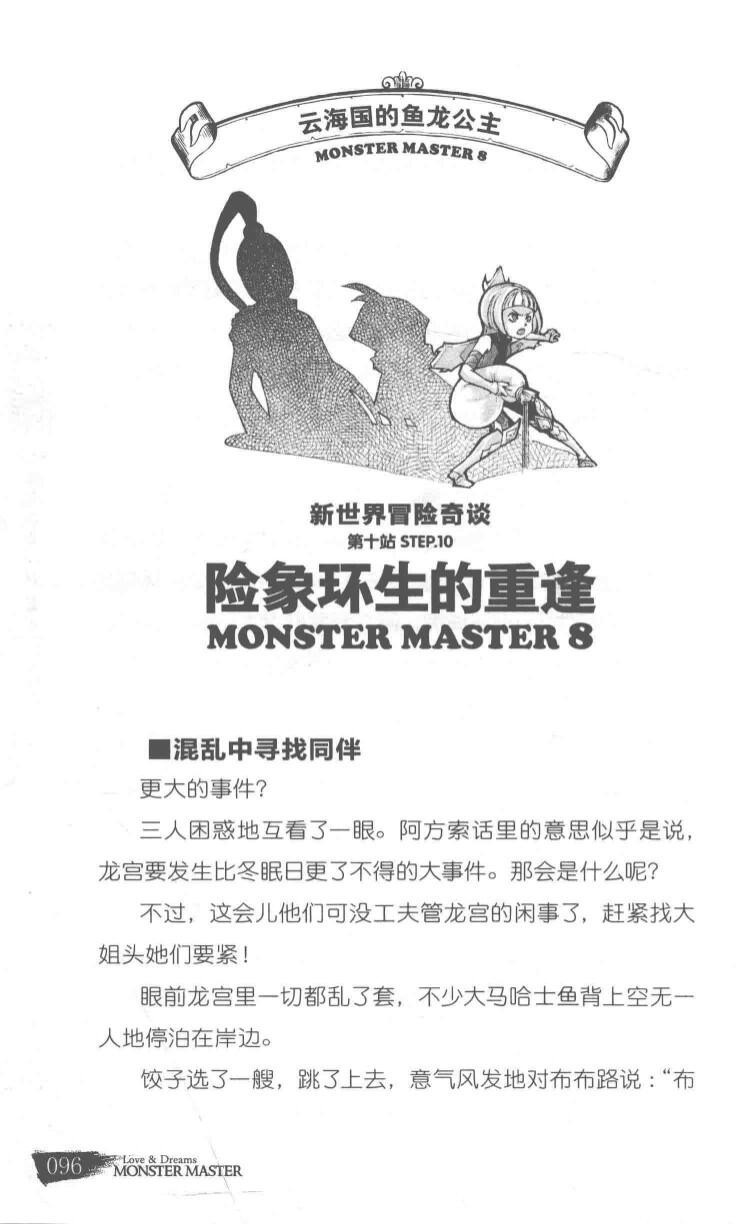 云海国的鱼龙公主
MONSTER MASTER 8
新世界冒险奇谈
第十站 STEP.10
险象环生的重逢
MONSTER MASTER 8
■混乱中寻找同伴
更大的事件？
三人困惑地互看了一眼。阿方索话里的意思似乎是说，
龙宫要发生比冬眠日更了不得的大事件。那会是什么呢？
不过，这会儿他们可没工夫管龙宫的闲事了，赶紧找大
姐头她们要紧！
眼前龙宫里一切都乱了套，不少大马哈士鱼背上空无一
人地停泊在岸边。
饺子选了一艘，跳了上去，意气风发地对布布路说：“布
096
Love & Dreams
MONSTER MASTER